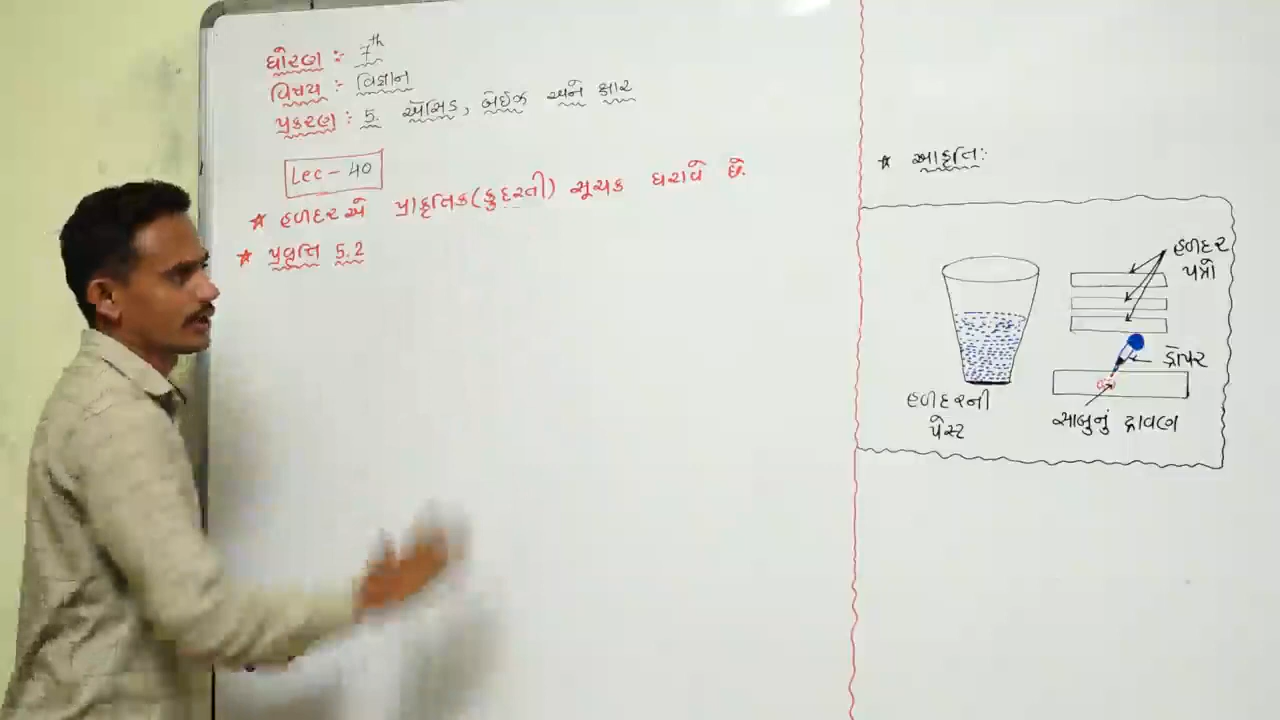 ધોરણ : 7th
વિષય : વિજ્ઞાન
પ્રકરણ : 5. ઍસિડ, બેઈઝ અને ક્ષાર
Lec - 40
★ હળદર એ પ્રાકૃતિક (કુદરતી) સૂચક ધરાવે છે.
★ પ્રવૃત્તિ 5.2
★ આકૃતિ:
હળદર
પત્રો
ડ્રોપર
હળદરની
પેસ્ટ
સાબુનું દ્રાવણ